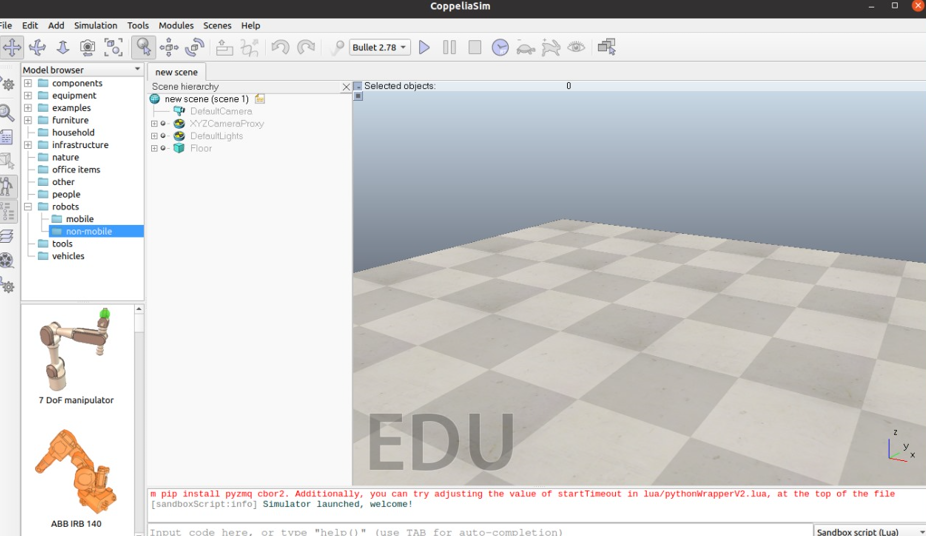 CoppeliaSim
File Edit Add Simulation Tools Modules Scenes Help
Bullet 2.78
Model browser
components
equipment
examples
furniture
household
infrastructure
nature
office items
other
people
robots
mobile
non-mobile
tools
vehicles
7 DoF manipulator
ABB IRB 140
new scene
Scene hierarchy
new scene (scene 1)
DefaultCamera
XYZCameraProxy
DefaultLights
Floor
Selected objects: 0
EDU
z
y
x
m pip install pyzmq cbor2. Additionally, you can try adjusting the value of startTimeout in lua/pythonWrapperV2.lua, at the top of the file
[sandboxScript:info] Simulator launched, welcome!
Input code here, or type "help()" (use TAB for auto-completion)
Sandbox script (Lua)